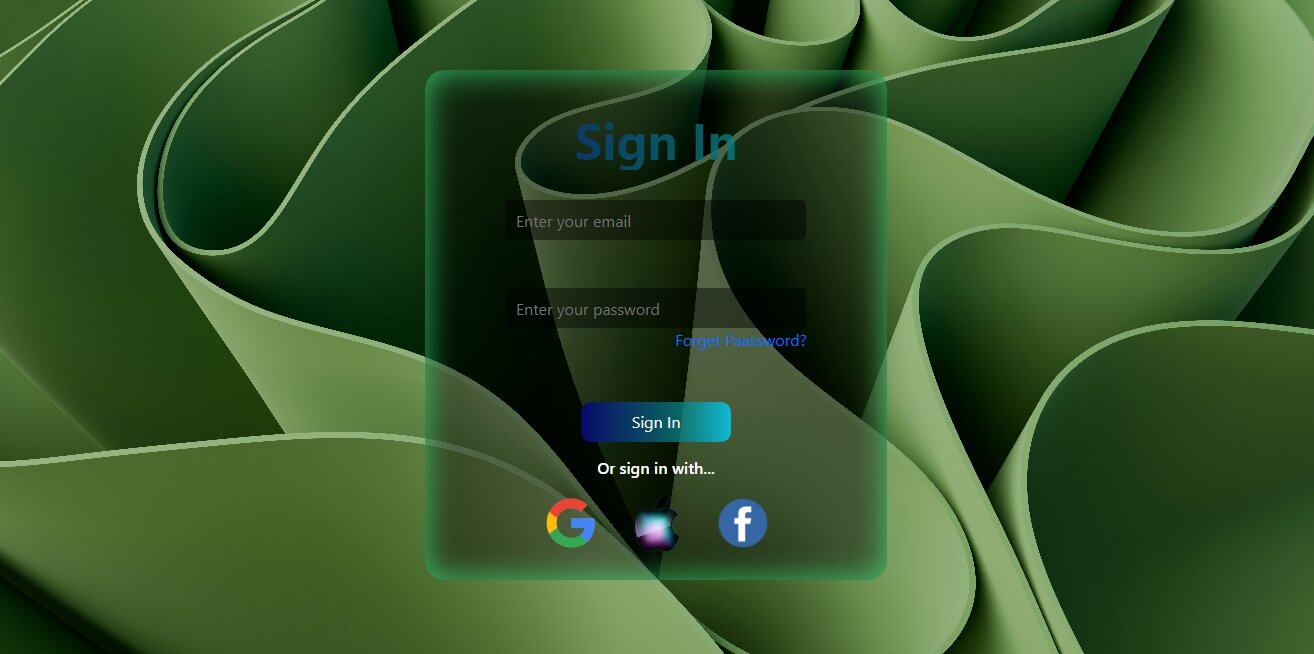 Sign In
Enter your email
Enter your password
Forget Paassword?
Sign In
Or sign in with...